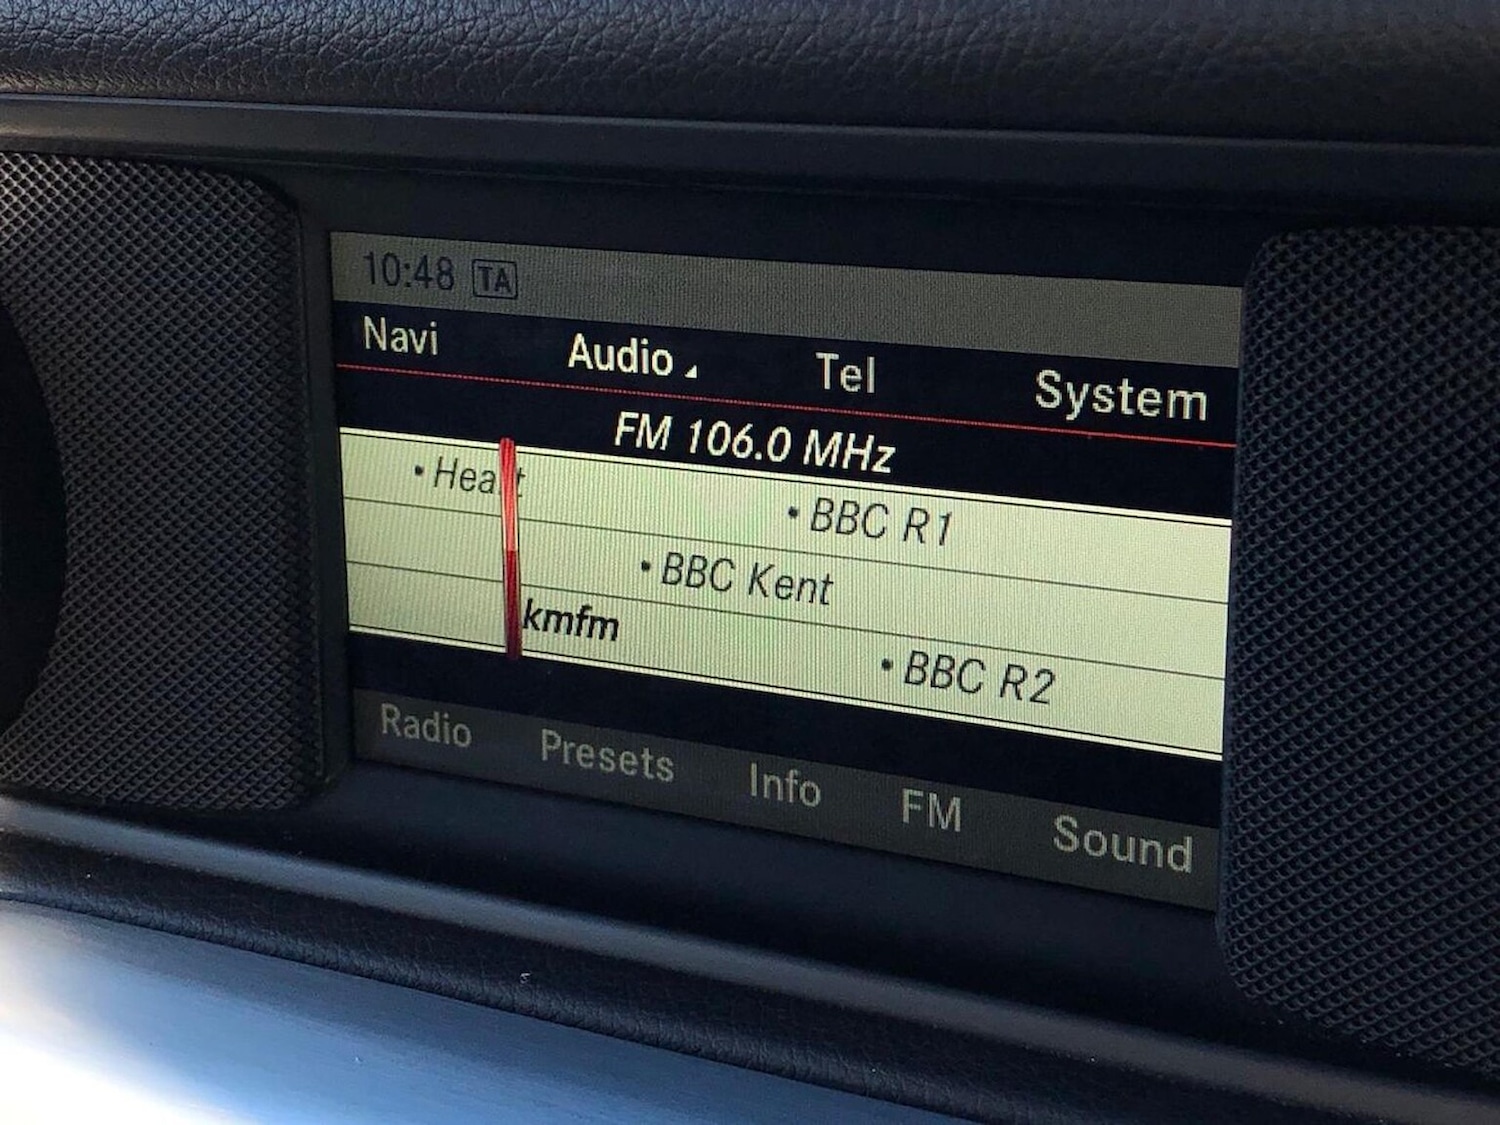 10:48 TA
Navi Audio Tel System
FM 106.0 MHz
• Heart • BBC R1
• BBC Kent
kmfm
• BBC R2
Radio Presets Info FM Sound